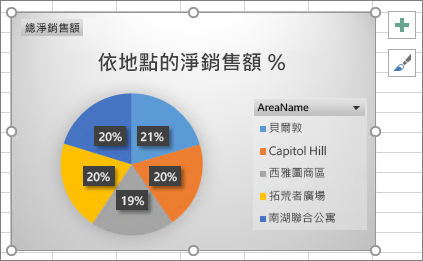 總淨銷售額
依地點的淨銷售額 %
20%
21%
20%
20%
19%
AreaName
貝爾敦
Capitol Hill
西雅圖商區
拓荒者廣場
南湖聯合公寓